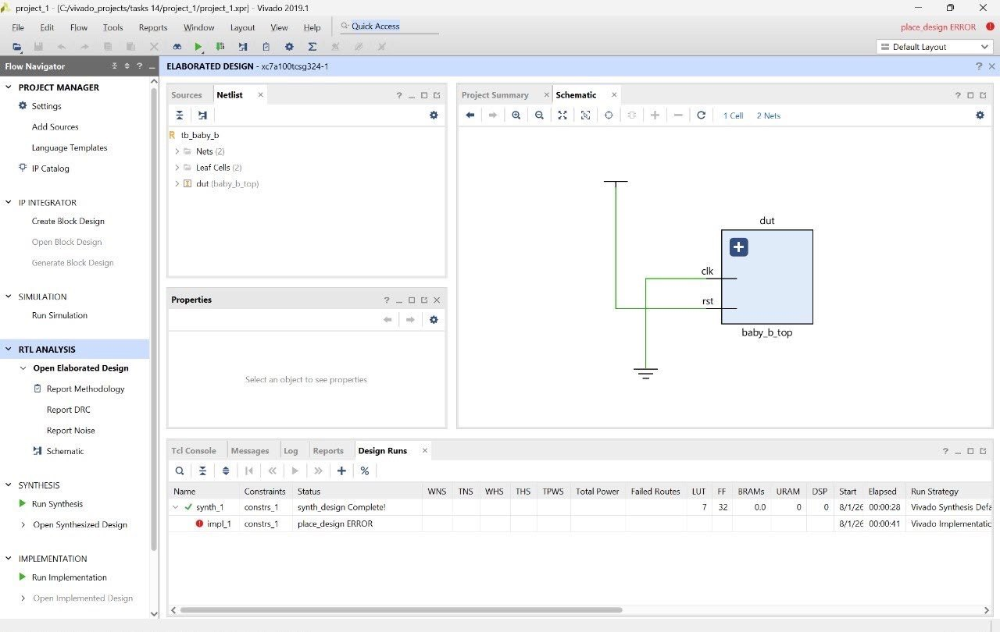 project_1 - [C:/vivado_projects/tasks 14/project_1/project_1.xpr] - Vivado 2019.1
File Edit Flow Tools Reports Window Layout View Help Quick Access
place_design ERROR
Default Layout
Flow Navigator
PROJECT MANAGER
Settings
Add Sources
Language Templates
IP Catalog
IP INTEGRATOR
Create Block Design
Open Block Design
Generate Block Design
SIMULATION
Run Simulation
RTL ANALYSIS
Open Elaborated Design
Report Methodology
Report DRC
Report Noise
Schematic
SYNTHESIS
Run Synthesis
Open Synthesized Design
IMPLEMENTATION
Run Implementation
Open Implemented Design
ELABORATED DESIGN - xc7a100tcsg324-1
Sources Netlist
tb_baby_b
Nets (2)
Leaf Cells (2)
dut (baby_b_top)
Properties
Select an object to see properties
Project Summary Schematic
1 Cell 2 Nets
dut
clk
rst
baby_b_top
Tcl Console Messages Log Reports Design Runs
Name Constraints Status WNS TNS WHS THS TPWS Total Power Failed Routes LUT FF BRAMs URAM DSP Start Elapsed Run Strategy
synth_1 constrs_1 synth_design Complete! 7 32 0.0 0 0 8/1/26 00:00:28 Vivado Synthesis Defa
impl_1 constrs_1 place_design ERROR 8/1/26 00:00:41 Vivado Implementatic